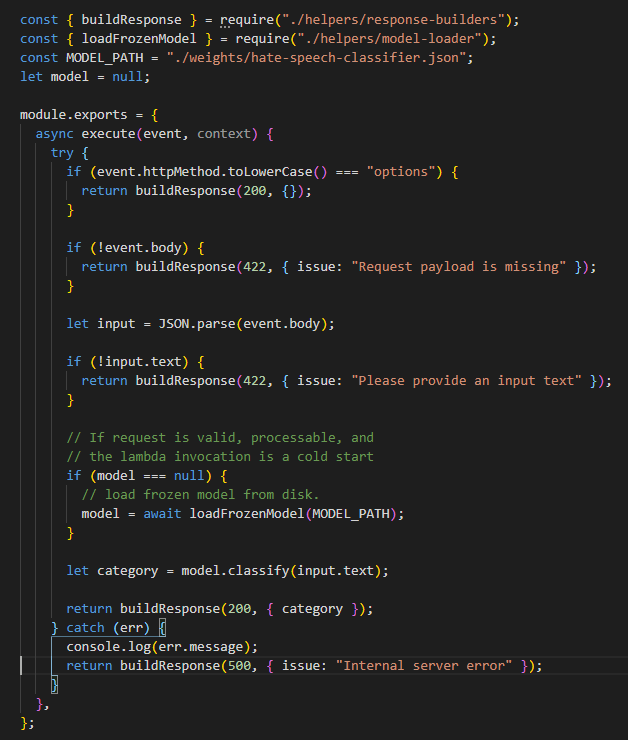 const { buildResponse } = require("./helpers/response-builders");
const { loadFrozenModel } = require("./helpers/model-loader");
const MODEL_PATH = "./weights/hate-speech-classifier.json";
let model = null;

module.exports = {
  async execute(event, context) {
    try {
      if (event.httpMethod.toLowerCase() === "options") {
        return buildResponse(200, {});
      }

      if (!event.body) {
        return buildResponse(422, { issue: "Request payload is missing" });
      }

      let input = JSON.parse(event.body);

      if (!input.text) {
        return buildResponse(422, { issue: "Please provide an input text" });
      }

      // If request is valid, processable, and
      // the lambda invocation is a cold start
      if (model === null) {
        // load frozen model from disk.
        model = await loadFrozenModel(MODEL_PATH);
      }

      let category = model.classify(input.text);

      return buildResponse(200, { category });
    } catch (err) {
      console.log(err.message);
      return buildResponse(500, { issue: "Internal server error" });
    }
  },
};